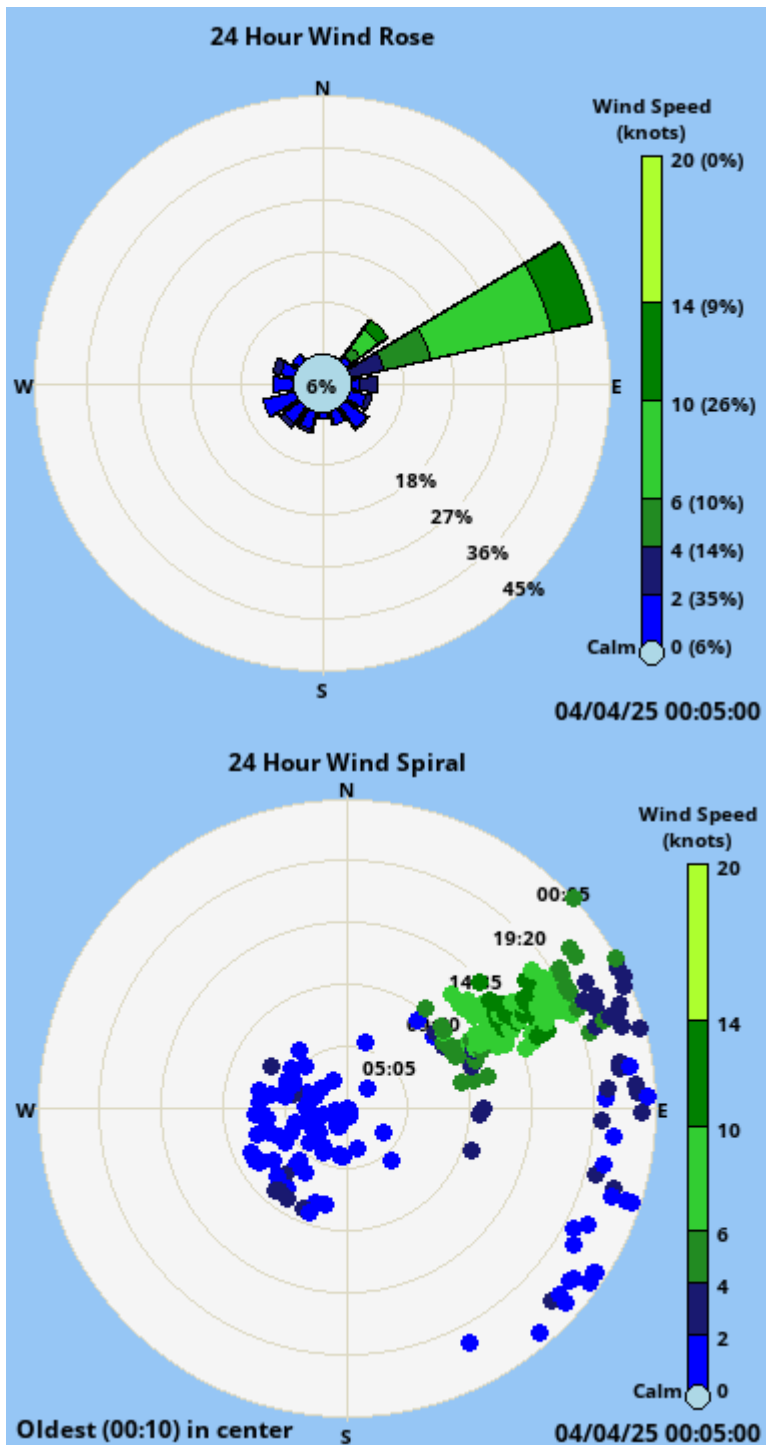 24 Hour Wind Rose
N
Wind Speed
(knots)
20 (0%)
14 (9%)
10 (26%)
6 (10%)
4 (14%)
2 (35%)
Calm 0 (6%)
W
6%
E
18%
27%
36%
45%
S
04/04/25 00:05:00
24 Hour Wind Spiral
N
Wind Speed
(knots)
20
14
10
6
4
2
Calm 0
00:05
19:20
05:05
W
E
Oldest (00:10) in center
S
04/04/25 00:05:00